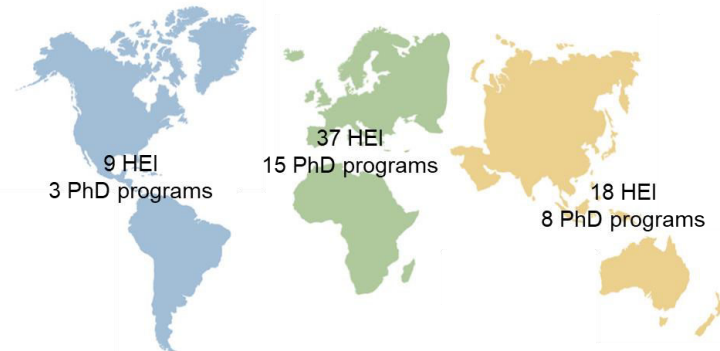 9 HEI
3 PhD programs
37 HEI
15 PhD programs
18 HEI
8 PhD programs